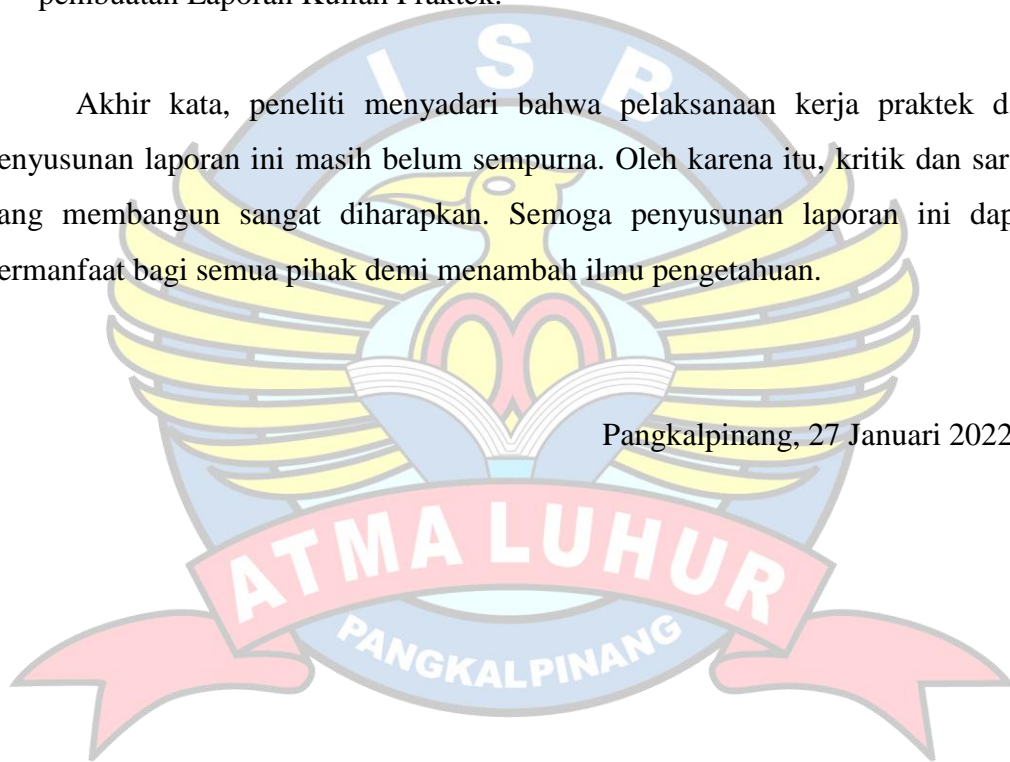 pembuatan Laporan Kuliah Praktek.
Akhir kata, peneliti menyadari bahwa pelaksanaan kerja praktek d
enyusunan laporan ini masih belum sempurna. Oleh karena itu, kritik dan sar
ang membangun sangat diharapkan. Semoga penyusunan laporan ini dap
ermanfaat bagi semua pihak demi menambah ilmu pengetahuan.
Pangkalpinang, 27 Januari 2022
I S B
ATMA LUHUR
PANGKALPINANG